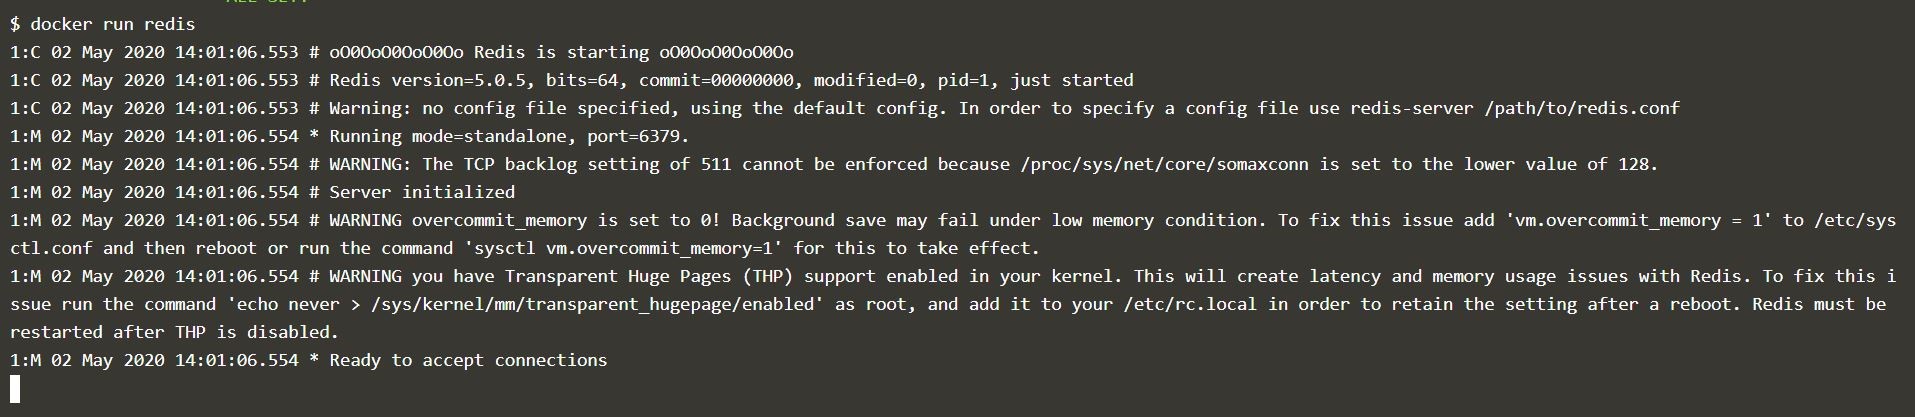 $ docker run redis
1:C 02 May 2020 14:01:06.553 # oO0OoO0OoO0Oo Redis is starting oO0OoO0OoO0Oo
1:C 02 May 2020 14:01:06.553 # Redis version=5.0.5, bits=64, commit=00000000, modified=0, pid=1, just started
1:C 02 May 2020 14:01:06.553 # Warning: no config file specified, using the default config. In order to specify a config file use redis-server /path/to/redis.conf
1:M 02 May 2020 14:01:06.554 * Running mode=standalone, port=6379.
1:M 02 May 2020 14:01:06.554 # WARNING: The TCP backlog setting of 511 cannot be enforced because /proc/sys/net/core/somaxconn is set to the lower value of 128.
1:M 02 May 2020 14:01:06.554 # Server initialized
1:M 02 May 2020 14:01:06.554 # WARNING overcommit_memory is set to 0! Background save may fail under low memory condition. To fix this issue add 'vm.overcommit_memory = 1' to /etc/sys
ctl.conf and then reboot or run the command 'sysctl vm.overcommit_memory=1' for this to take effect.
1:M 02 May 2020 14:01:06.554 # WARNING you have Transparent Huge Pages (THP) support enabled in your kernel. This will create latency and memory usage issues with Redis. To fix this i
ssue run the command 'echo never > /sys/kernel/mm/transparent_hugepage/enabled' as root, and add it to your /etc/rc.local in order to retain the setting after a reboot. Redis must be
restarted after THP is disabled.
1:M 02 May 2020 14:01:06.554 * Ready to accept connections